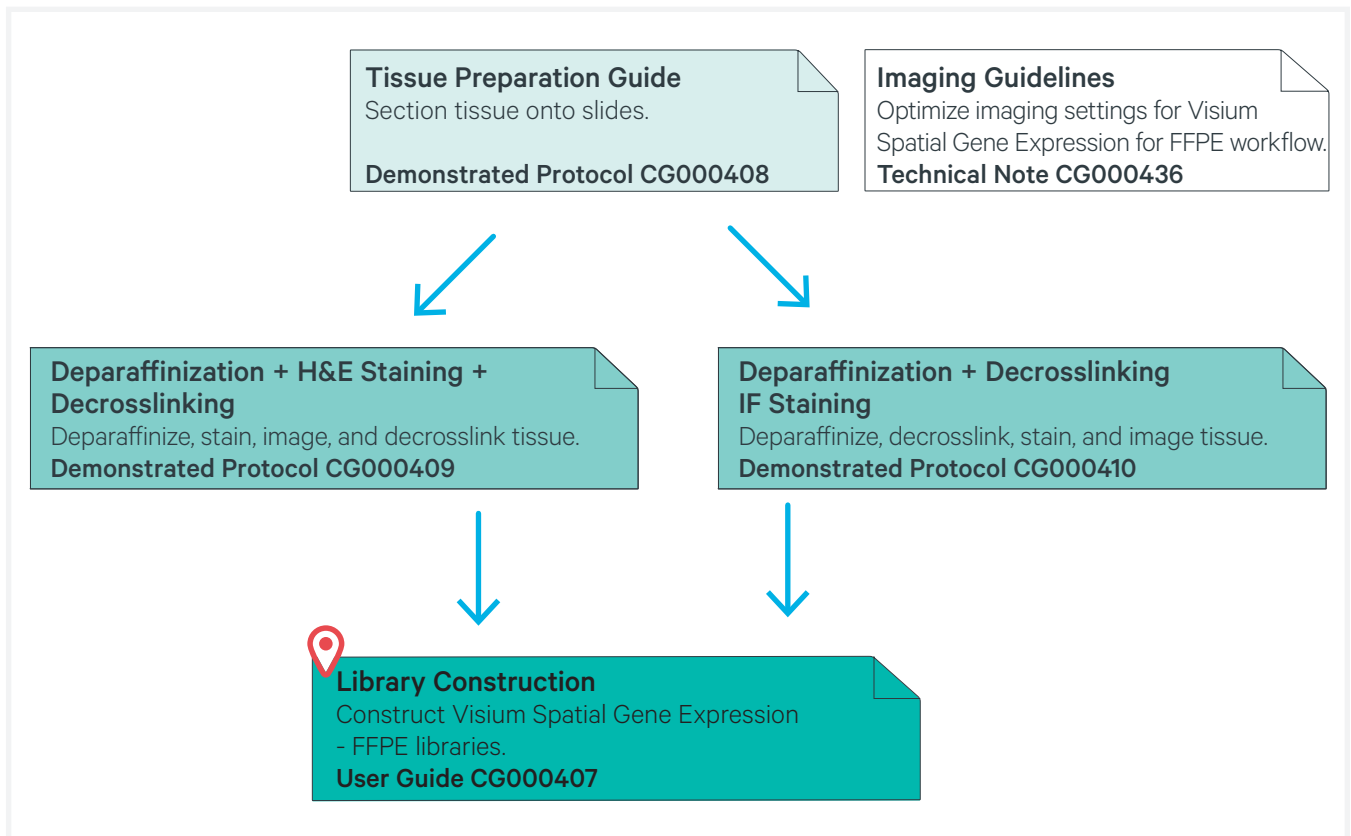 Tissue Preparation Guide
Section tissue onto slides.
Demonstrated Protocol CG000408
Imaging Guidelines
Optimize imaging settings for Visium
Spatial Gene Expression for FFPE workflow.
Technical Note CG000436
Deparaffinization + H&E Staining +
Decrosslinking
Deparaffinize, stain, image, and decrosslink tissue.
Demonstrated Protocol CG000409
Deparaffinization + Decrosslinking
IF Staining
Deparaffinize, decrosslink, stain, and image tissue.
Demonstrated Protocol CG000410
Library Construction
Construct Visium Spatial Gene Expression
- FFPE libraries.
User Guide CG000407